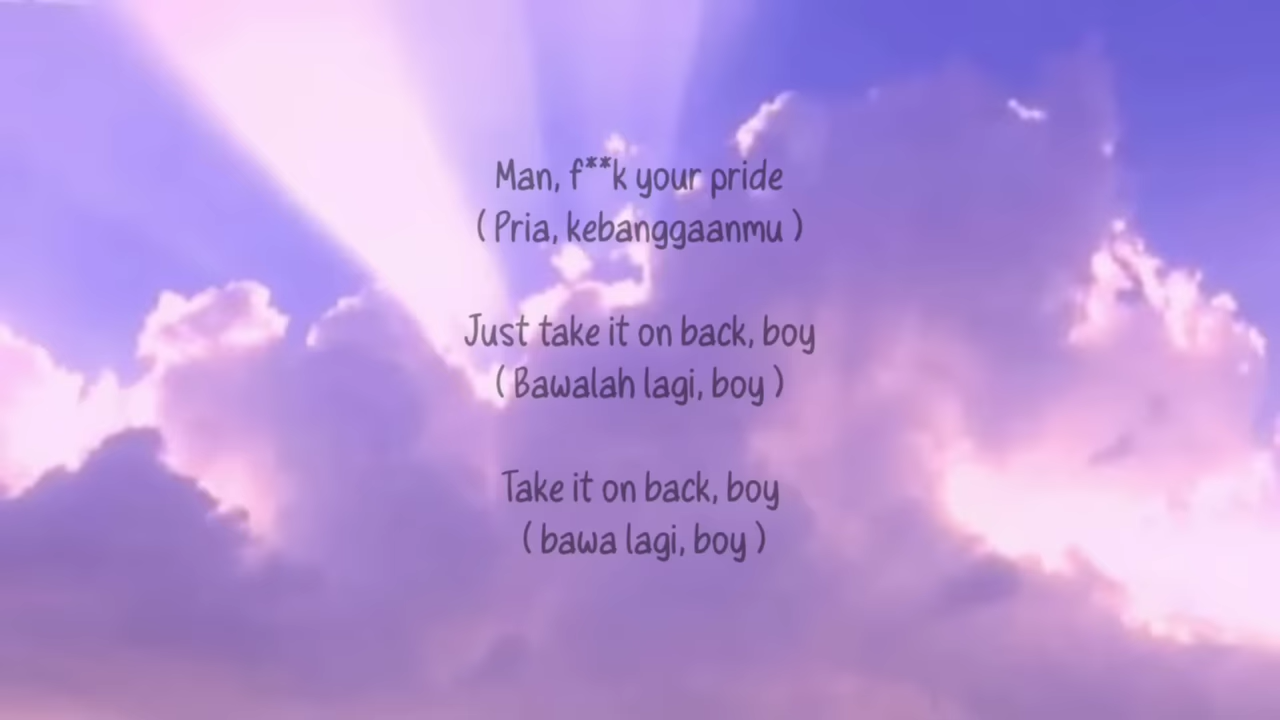 Man, f**k your pride
( Pria, kebanggaanmu )
Just take it on back, boy
( Bawalah lagi, boy )
Take it on back, boy
( bawa lagi, boy )